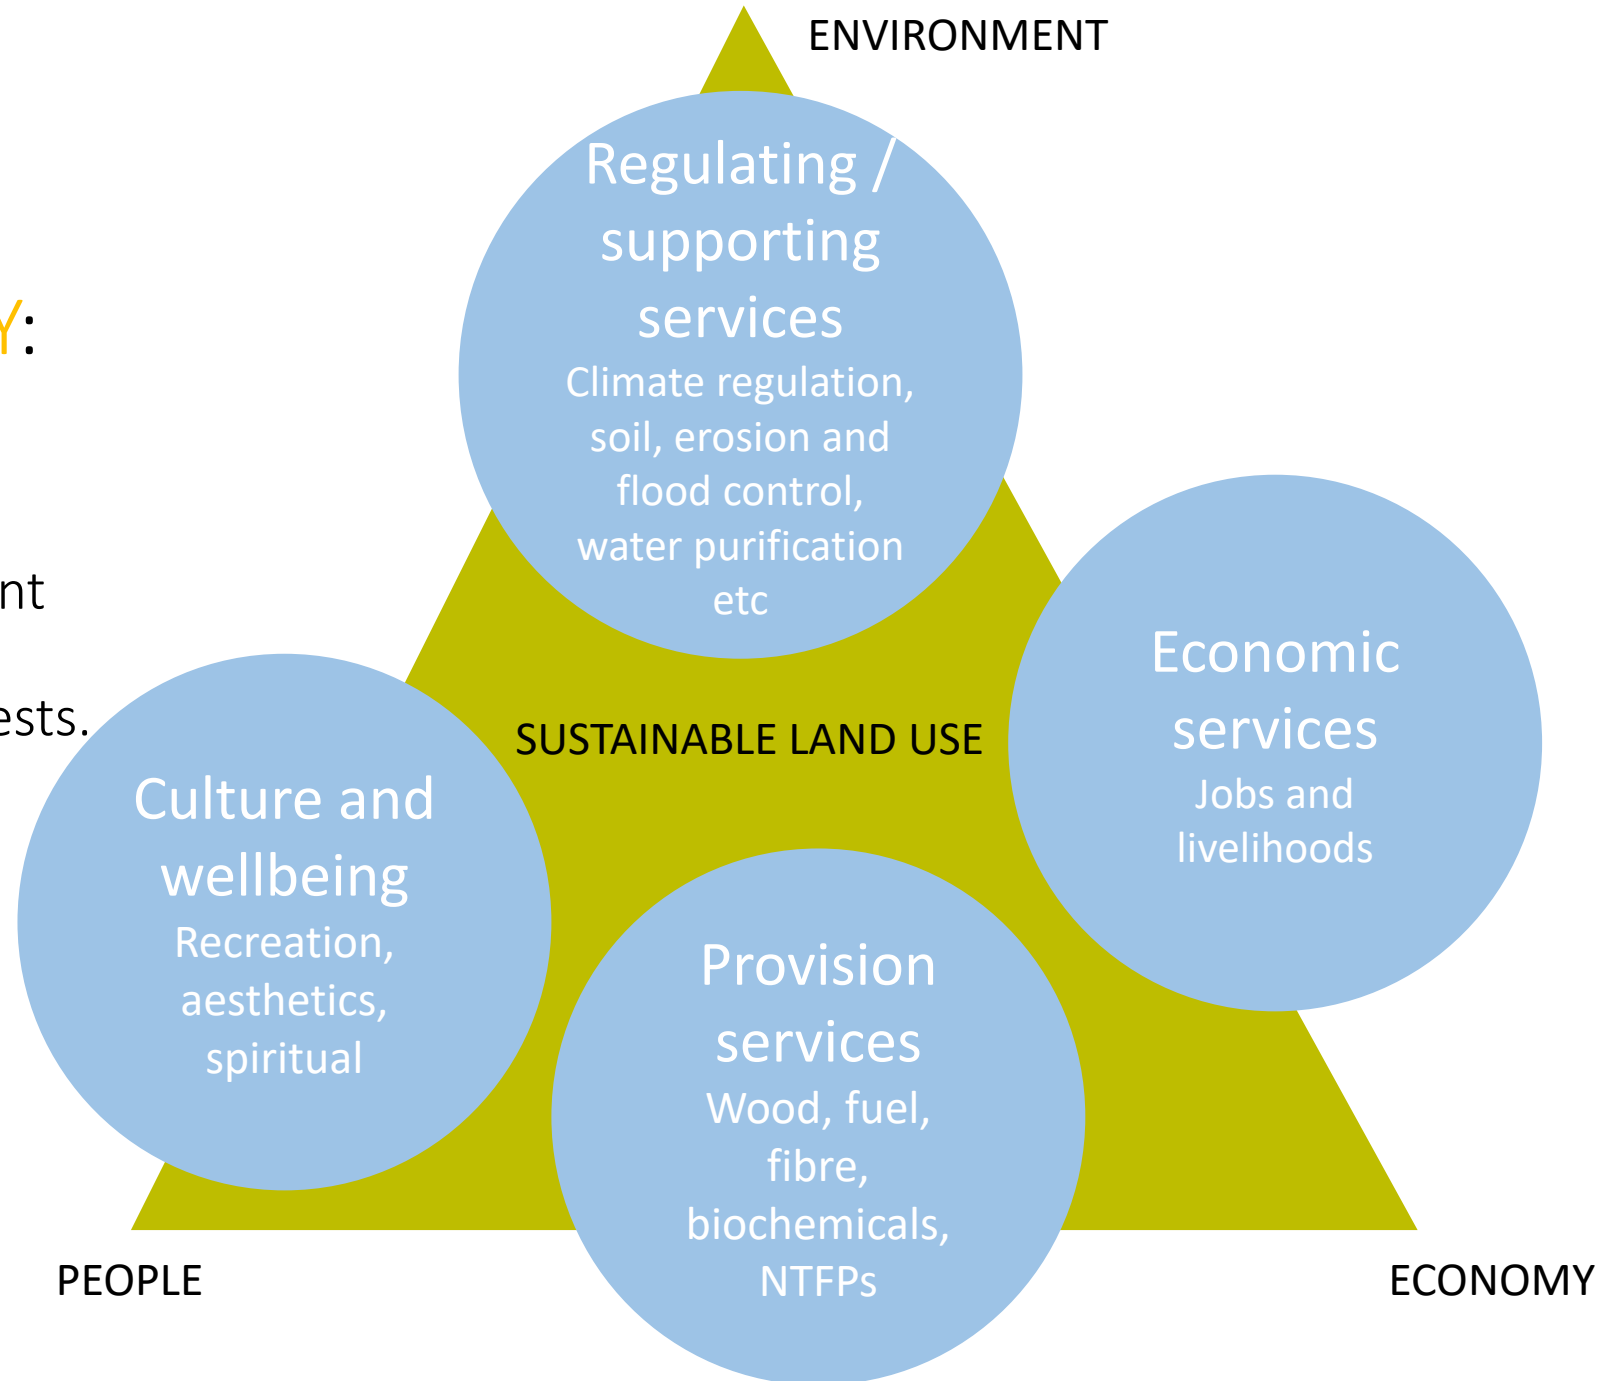 ENVIRONMENT
Regulating /
supporting
services
Climate regulation,
soil, erosion and
flood control,
water purification
etc
Y:
nt
ests.
SUSTAINABLE LAND USE
Economic
services
Jobs and
livelihoods
Culture and
wellbeing
Recreation,
aesthetics,
spiritual
Provision
services
Wood, fuel,
fibre,
biochemicals,
NTFPs
PEOPLE
ECONOMY